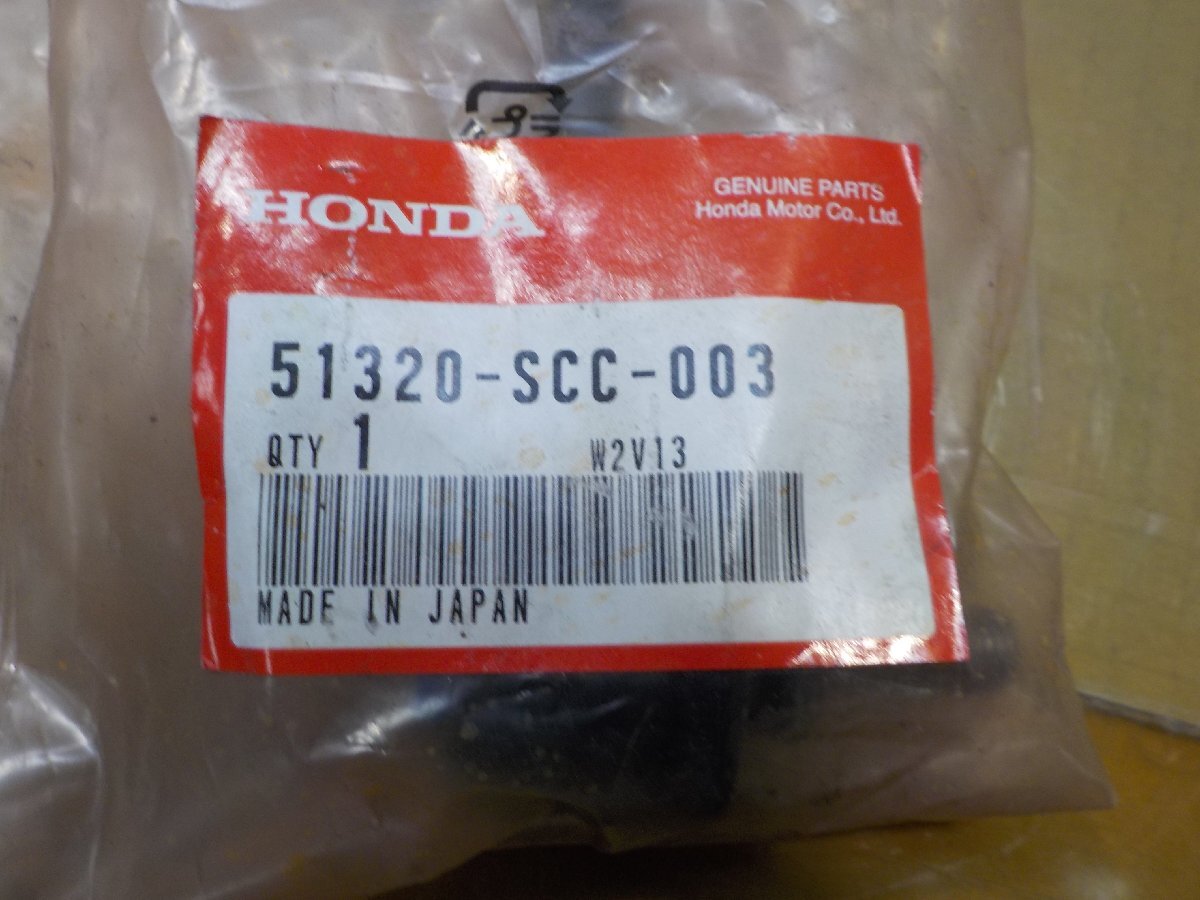 HONDA
GENUINE PARTS
Honda Motor Co., Ltd.
51320-SCC-003
QTY 1 W2V13
MADE IN JAPAN